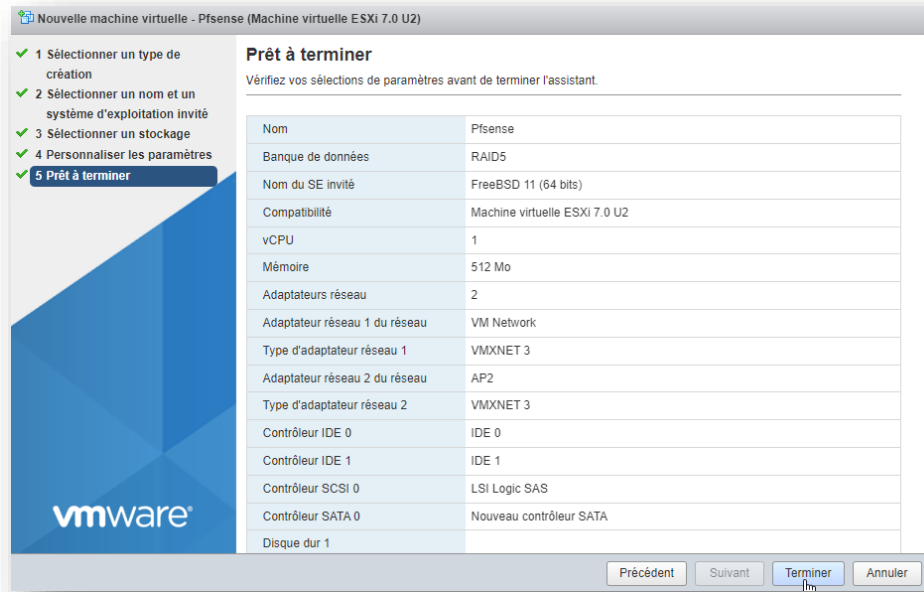 Nouvelle machine virtuelle - Pfsense (Machine virtuelle ESXi 7.0 U2)
1 Sélectionner un type de
création
2 Sélectionner un nom et un
système d'exploitation invité
3 Sélectionner un stockage
4 Personnaliser les paramètres
5 Prêt à terminer
vmware®
Prêt à terminer
Vérifiez vos sélections de paramètres avant de terminer l'assistant.
Nom Pfsense
Banque de données RAID5
Nom du SE invité FreeBSD 11 (64 bits)
Compatibilité Machine virtuelle ESXi 7.0 U2
vCPU 1
Mémoire 512 Mo
Adaptateurs réseau 2
Adaptateur réseau 1 du réseau VM Network
Type d'adaptateur réseau 1 VMXNET 3
Adaptateur réseau 2 du réseau AP2
Type d'adaptateur réseau 2 VMXNET 3
Contrôleur IDE 0 IDE 0
Contrôleur IDE 1 IDE 1
Contrôleur SCSI 0 LSI Logic SAS
Contrôleur SATA 0 Nouveau contrôleur SATA
Disque dur 1
Précédent Suivant Terminer Annuler